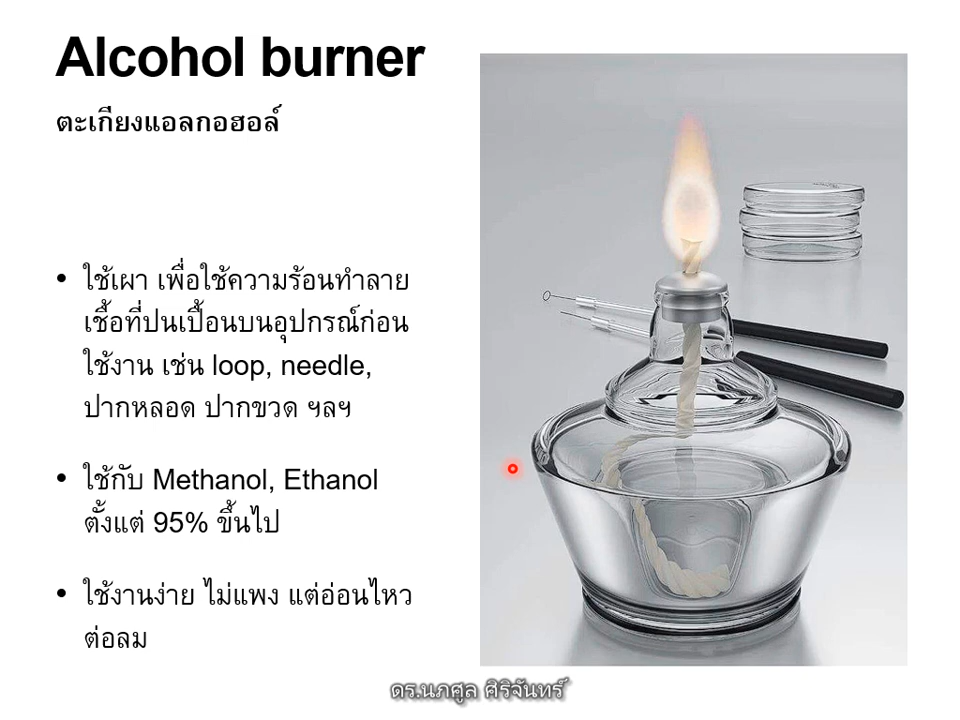 Alcohol burner
ตะเกียงแอลกอฮอล์
• ใช้เผา เพื่อใช้ความร้อนทำลาย
เชื้อที่ปนเปื้อนบนอุปกรณ์ก่อน
ใช้งาน เช่น loop, needle,
ปากหลอด ปากขวด ฯลฯ
• ใช้กับ Methanol, Ethanol
ตั้งแต่ 95% ขึ้นไป
• ใช้งานง่าย ไม่แพง แต่อ่อนไหว
ต่อลม
ดร.นภศูล ศิริจันทร์